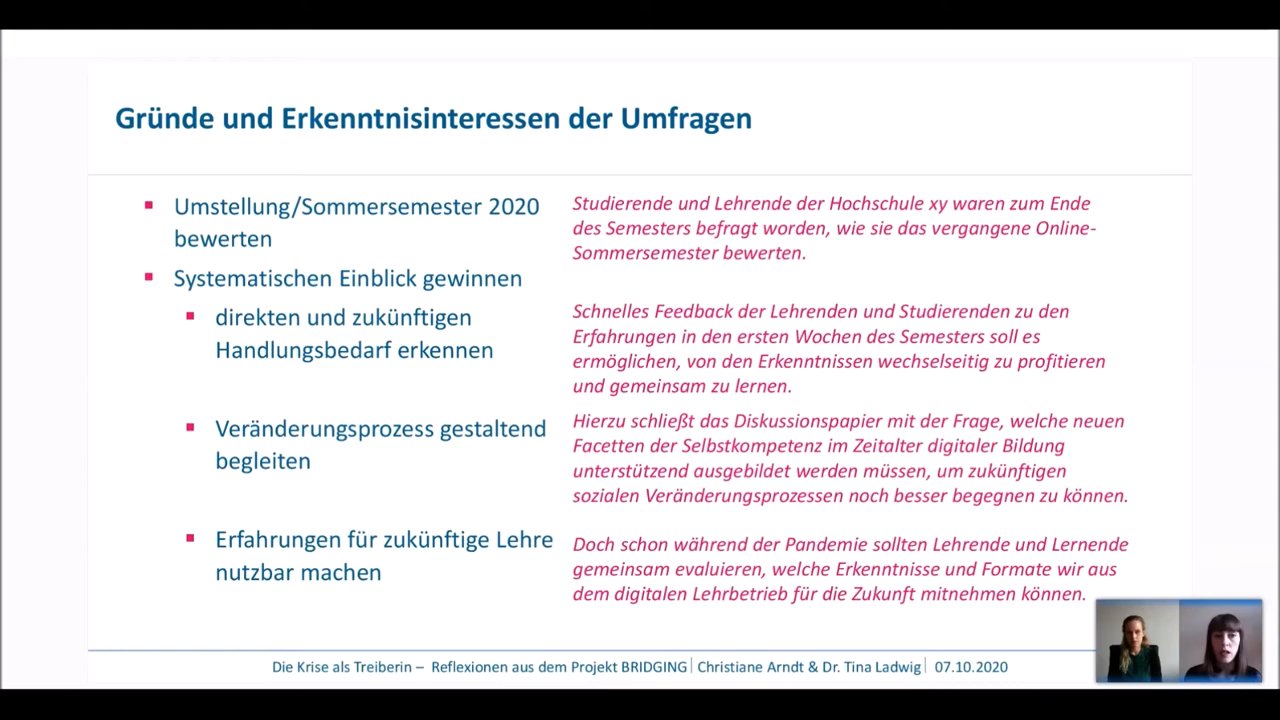 Gründe und Erkenntnisinteressen der Umfragen
Umstellung/Sommersemester 2020
bewerten
Studierende und Lehrende der Hochschule xy waren zum Ende
des Semesters befragt worden, wie sie das vergangene Online-
Sommersemester bewerten.
Systematischen Einblick gewinnen
direkten und zukünftigen
Handlungsbedarf erkennen
Schnelles Feedback der Lehrenden und Studierenden zu den
Erfahrungen in den ersten Wochen des Semesters soll es
ermöglichen, von den Erkenntnissen wechselseitig zu profitieren
und gemeinsam zu lernen.
Veränderungsprozess gestaltend
begleiten
Hierzu schließt das Diskussionspapier mit der Frage, welche neuen
Facetten der Selbstkompetenz im Zeitalter digitaler Bildung
unterstützend ausgebildet werden müssen, um zukünftigen
sozialen Veränderungsprozessen noch besser begegnen zu können.
Erfahrungen für zukünftige Lehre
nutzbar machen
Doch schon während der Pandemie sollten Lehrende und Lernende
gemeinsam evaluieren, welche Erkenntnisse und Formate wir aus
dem digitalen Lehrbetrieb für die Zukunft mitnehmen können.
Die Krise als Treiberin – Reflexionen aus dem Projekt BRIDGING | Christiane Arndt & Dr. Tina Ladwig | 07.10.2020